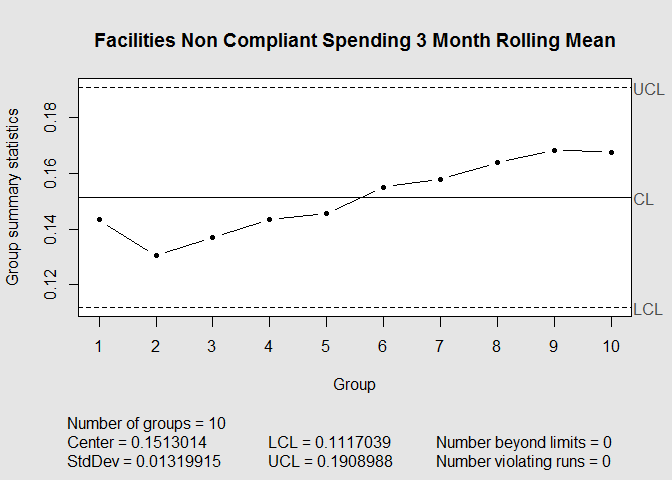 Facilities Non Compliant Spending 3 Month Rolling Mean
Group summary statistics
0.18
0.16
0.14
0.12
UCL
CL
LCL
1 2 3 4 5 6 7 8 9 10
Group
Number of groups = 10
Center = 0.1513014 LCL = 0.1117039 Number beyond limits = 0
StdDev = 0.01319915 UCL = 0.1908988 Number violating runs = 0